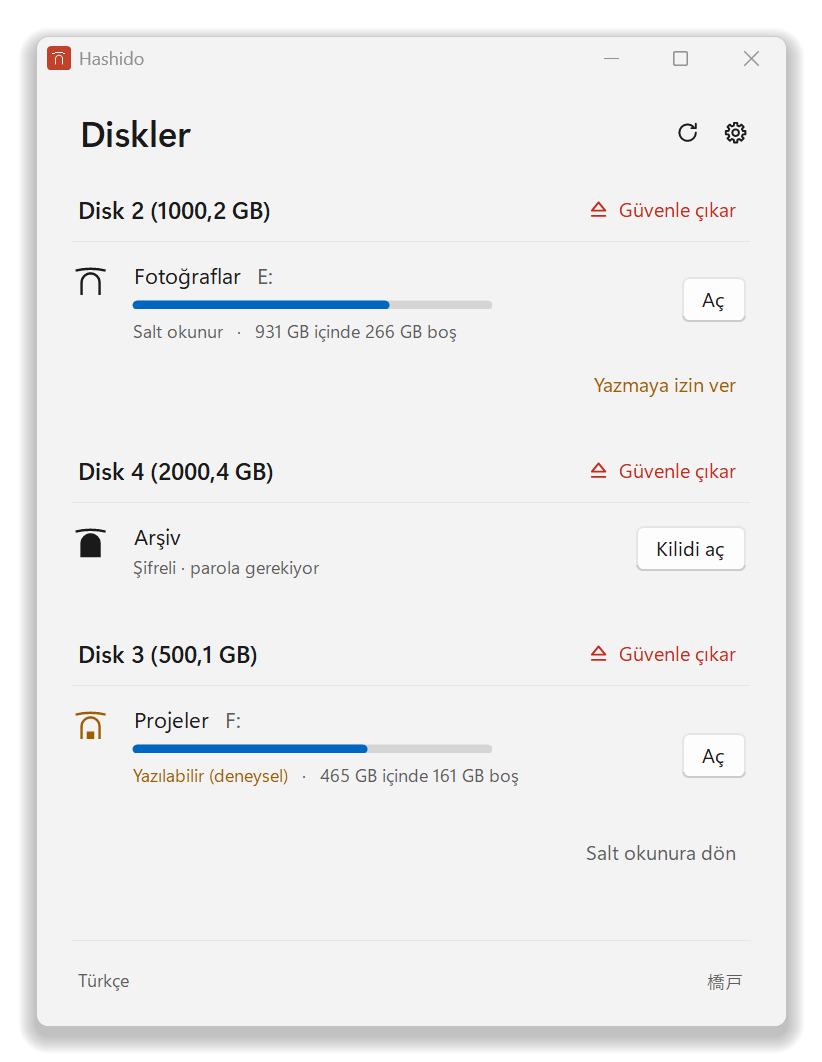 Hashido
Diskler
Disk 2 (1000,2 GB) Güvenle çıkar
Fotoğraflar E:
Aç
Salt okunur · 931 GB içinde 266 GB boş
Yazmaya izin ver
Disk 4 (2000,4 GB) Güvenle çıkar
Arşiv
Kilidi aç
Şifreli · parola gerekiyor
Disk 3 (500,1 GB) Güvenle çıkar
Projeler F:
Aç
Yazılabilir (deneysel) · 465 GB içinde 161 GB boş
Salt okunura dön
Türkçe 橋戸